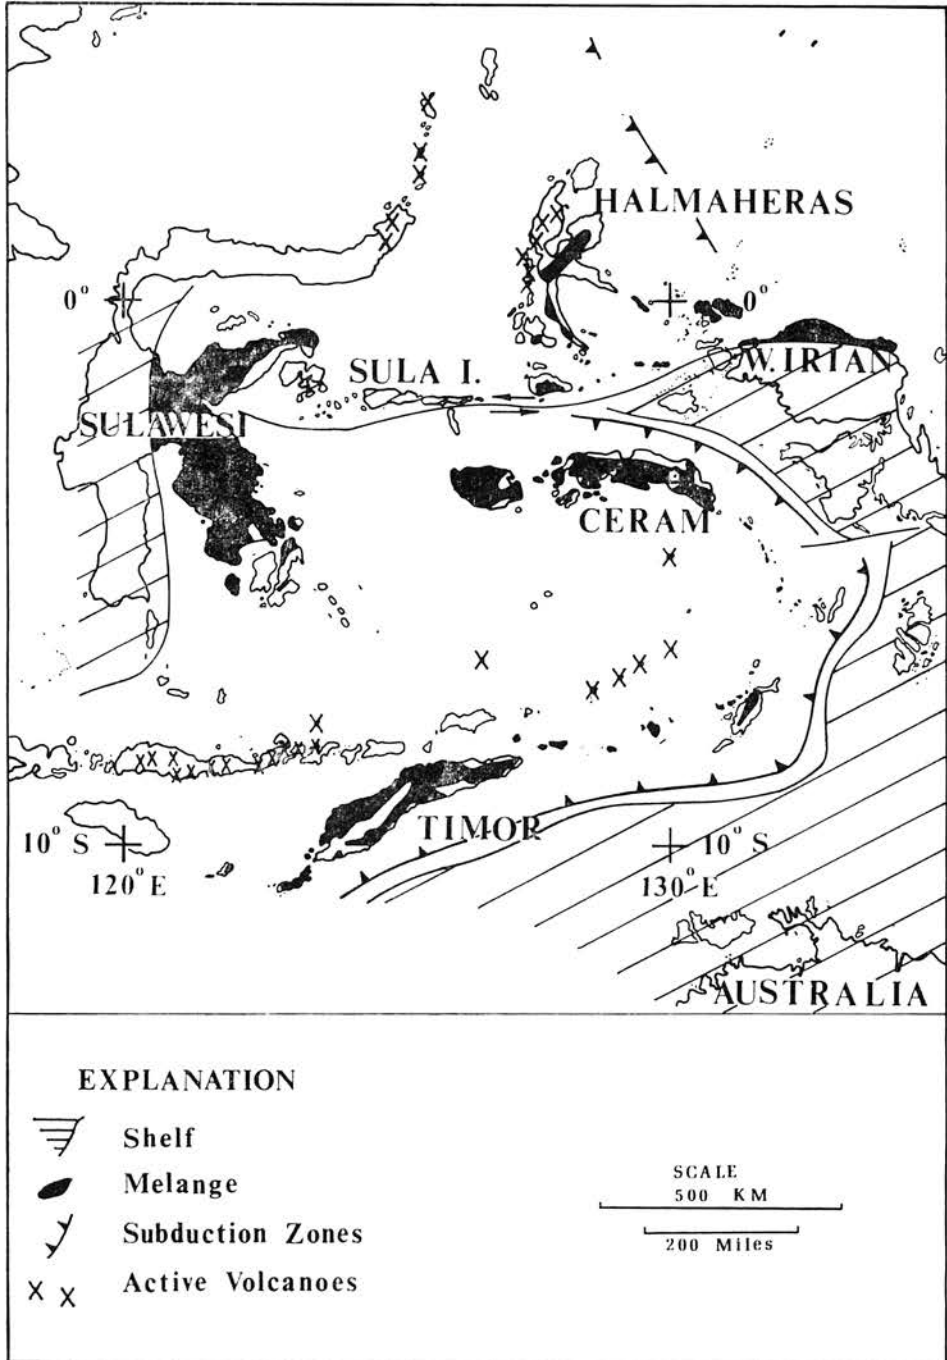 HALMAHERAS
0° 0°
W. IRIAN
SULA I.
SULAWESI
CERAM
TIMOR
10° S 10° S
120° E 130° E
AUSTRALIA
EXPLANATION
Shelf
Melange
Subduction Zones
Active Volcanoes
SCALE
500 KM
200 Miles